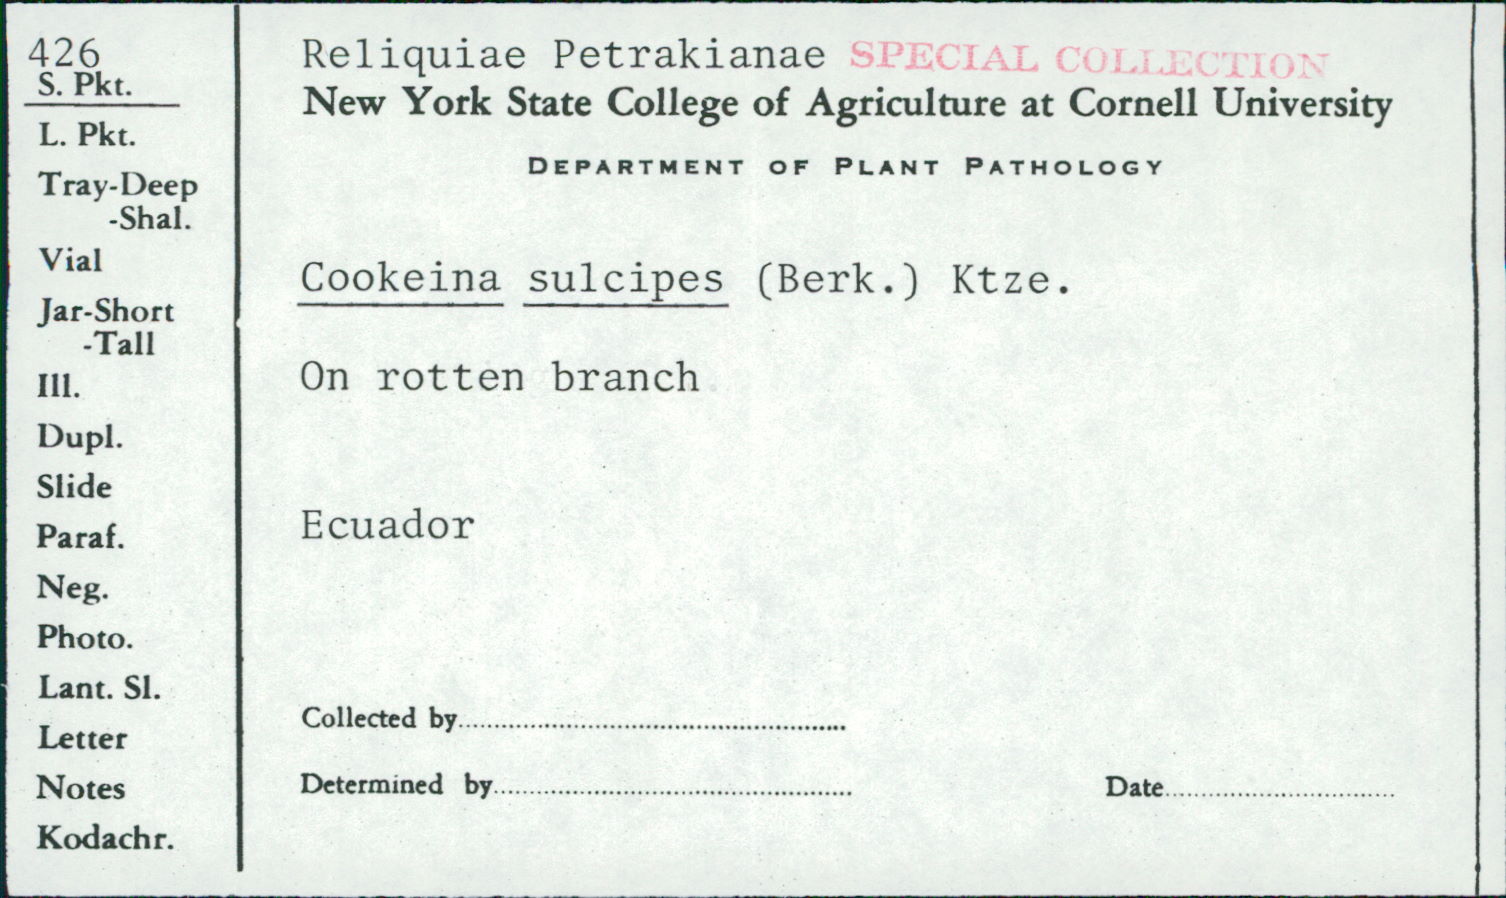 426
S. Pkt.
L. Pkt.
Tray-Deep
-Shal.
Vial
Jar-Short
-Tall
Ill.
Dupl.
Slide
Paraf.
Neg.
Photo.
Lant. Sl.
Letter
Notes
Kodachr.
Reliquiae Petrakianae SPECIAL COLLECTION
New York State College of Agriculture at Cornell University
DEPARTMENT OF PLANT PATHOLOGY
Cookeina sulcipes (Berk.) Ktze.
On rotten branch
Ecuador
Collected by
Determined by Date